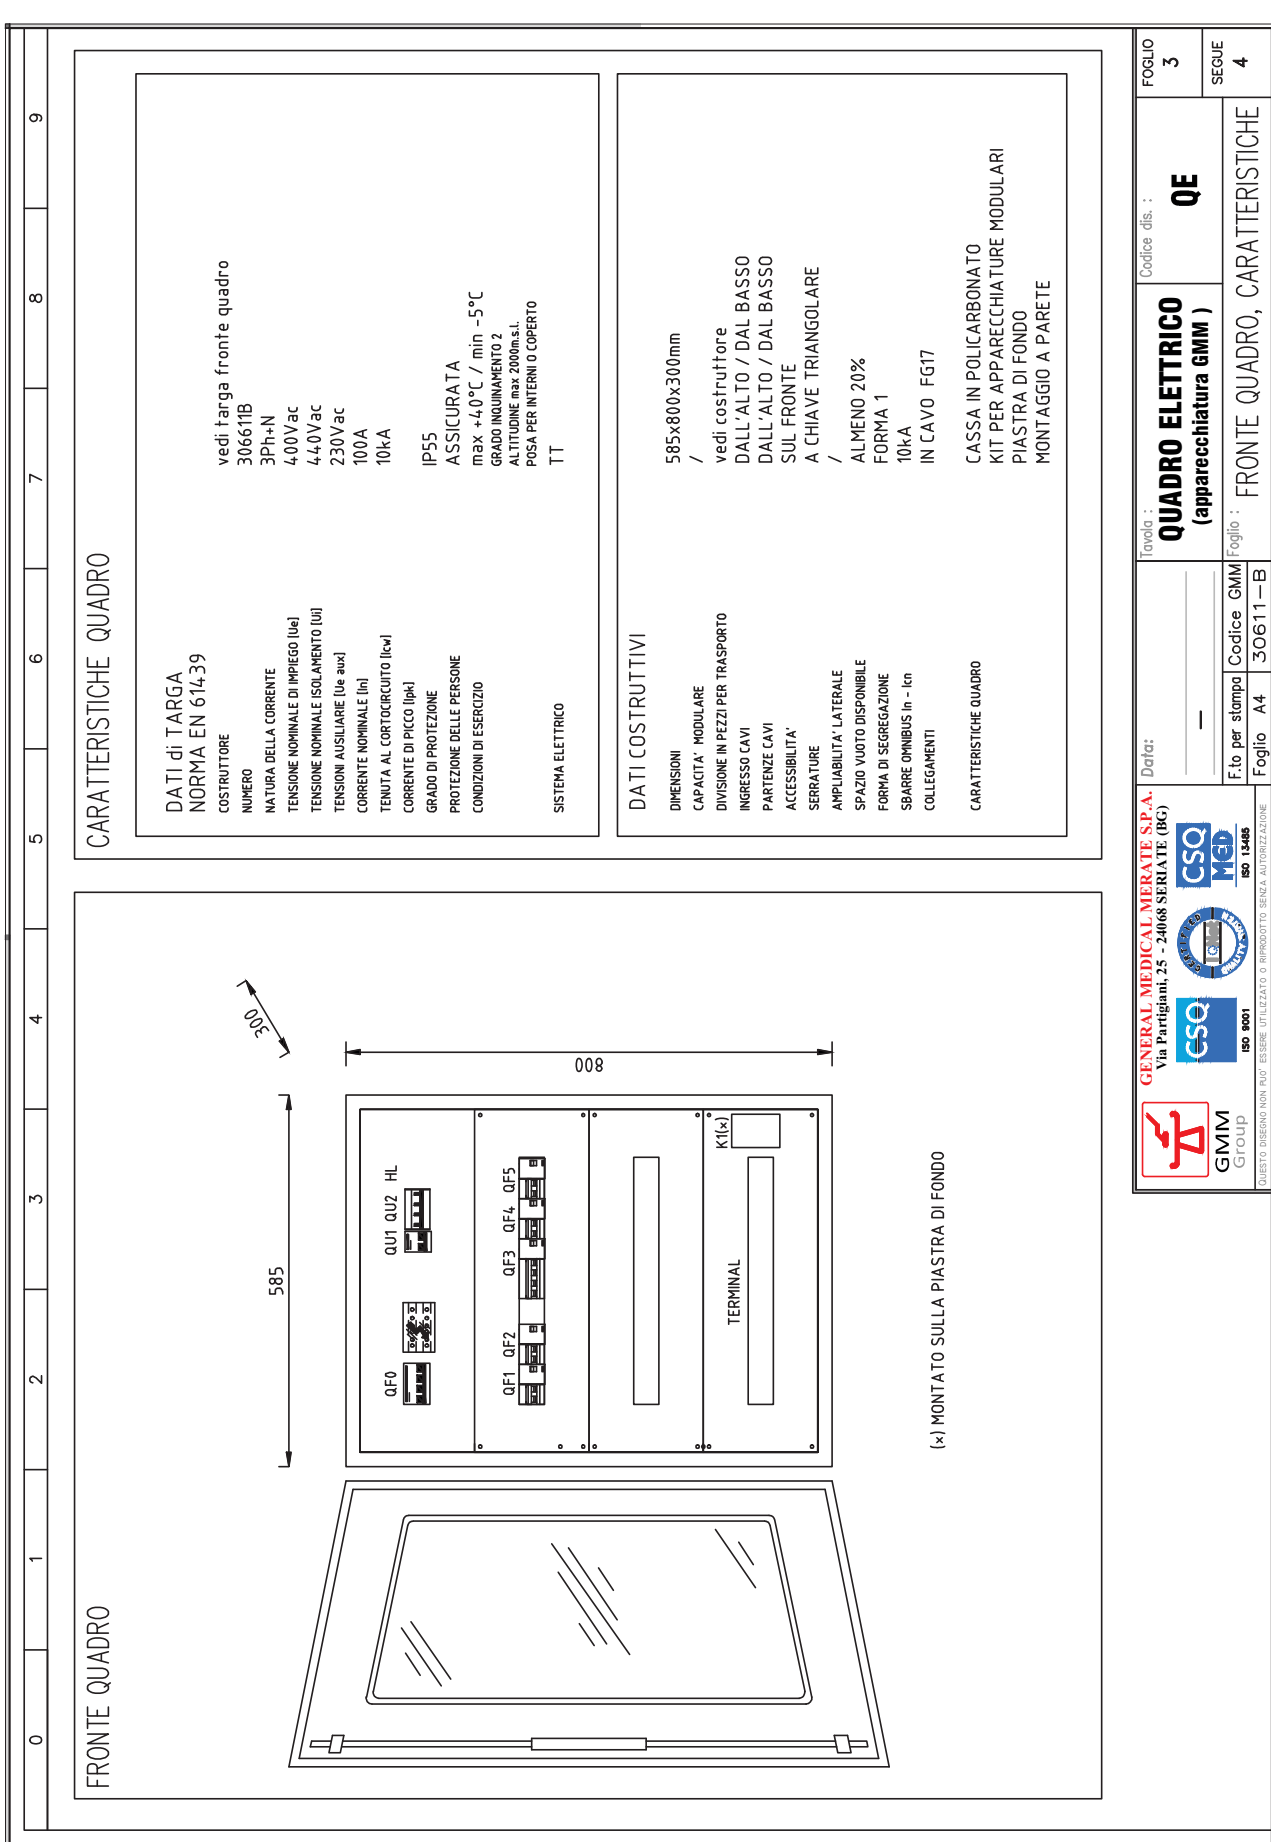 0 1 2 3 4 5 6 7 8 9
FRONTE QUADRO
585
800
300
QF0
QU1 QU2 HL
QF1 QF2 QF3 QF4 QF5
TERMINAL
K1(×)
(×) MONTATO SULLA PIASTRA DI FONDO
CARATTERISTICHE QUADRO
DATI di TARGA
NORMA EN 61439
COSTRUTTORE vedi targa fronte quadro
NUMERO 306611B
NATURA DELLA CORRENTE 3Ph+N
TENSIONE NOMINALE DI IMPIEGO [Ue] 400Vac
TENSIONE NOMINALE ISOLAMENTO [Ui] 440Vac
TENSIONI AUSILIARIE [Ue aux] 230Vac
CORRENTE NOMINALE [In] 100A
TENUTA AL CORTOCIRCUITO [Icw] 10kA
CORRENTE DI PICCO [Ipk]
GRADO DI PROTEZIONE IP55
PROTEZIONE DELLE PERSONE ASSICURATA
CONDIZIONI DI ESERCIZIO max +40°C / min -5°C
GRADO INQUINAMENTO 2
ALTITUDINE max 2000m.s.l.
POSA PER INTERNI O COPERTO
SISTEMA ELETTRICO TT
DATI COSTRUTTIVI
DIMENSIONI 585x800x300mm
CAPACITA' MODULARE /
DIVISIONE IN PEZZI PER TRASPORTO vedi costruttore
INGRESSO CAVI DALL'ALTO / DAL BASSO
PARTENZE CAVI DALL'ALTO / DAL BASSO
ACCESSIBILITA' SUL FRONTE
SERRATURE A CHIAVE TRIANGOLARE
AMPLIABILITA' LATERALE /
SPAZIO VUOTO DISPONIBILE ALMENO 20%
FORMA DI SEGREGAZIONE FORMA 1
SBARRE OMNIBUS In - Icn 10kA
COLLEGAMENTI IN CAVO FG17
CARATTERISTICHE QUADRO CASSA IN POLICARBONATO
KIT PER APPARECCHIATURE MODULARI
PIASTRA DI FONDO
MONTAGGIO A PARETE
GMM
Group
GENERAL MEDICAL MERATE S.P.A.
Via Partigiani, 25 - 24068 SERIATE (BG)
CSQ
ISO 9001
CERTIFIED
IQNet
CSQ
MED
ISO 13485
QUESTO DISEGNO NON PUO' ESSERE UTILIZZATO O RIPRODOTTO SENZA AUTORIZZAZIONE
Data:
—
F.to per stampa
Foglio A4
Codice GMM
30611-B
Tavola :
QUADRO ELETTRICO
(apparecchiatura GMM )
Codice dis. :
QE
Foglio :
FRONTE QUADRO, CARATTERISTICHE
FOGLIO
3
SEGUE
4